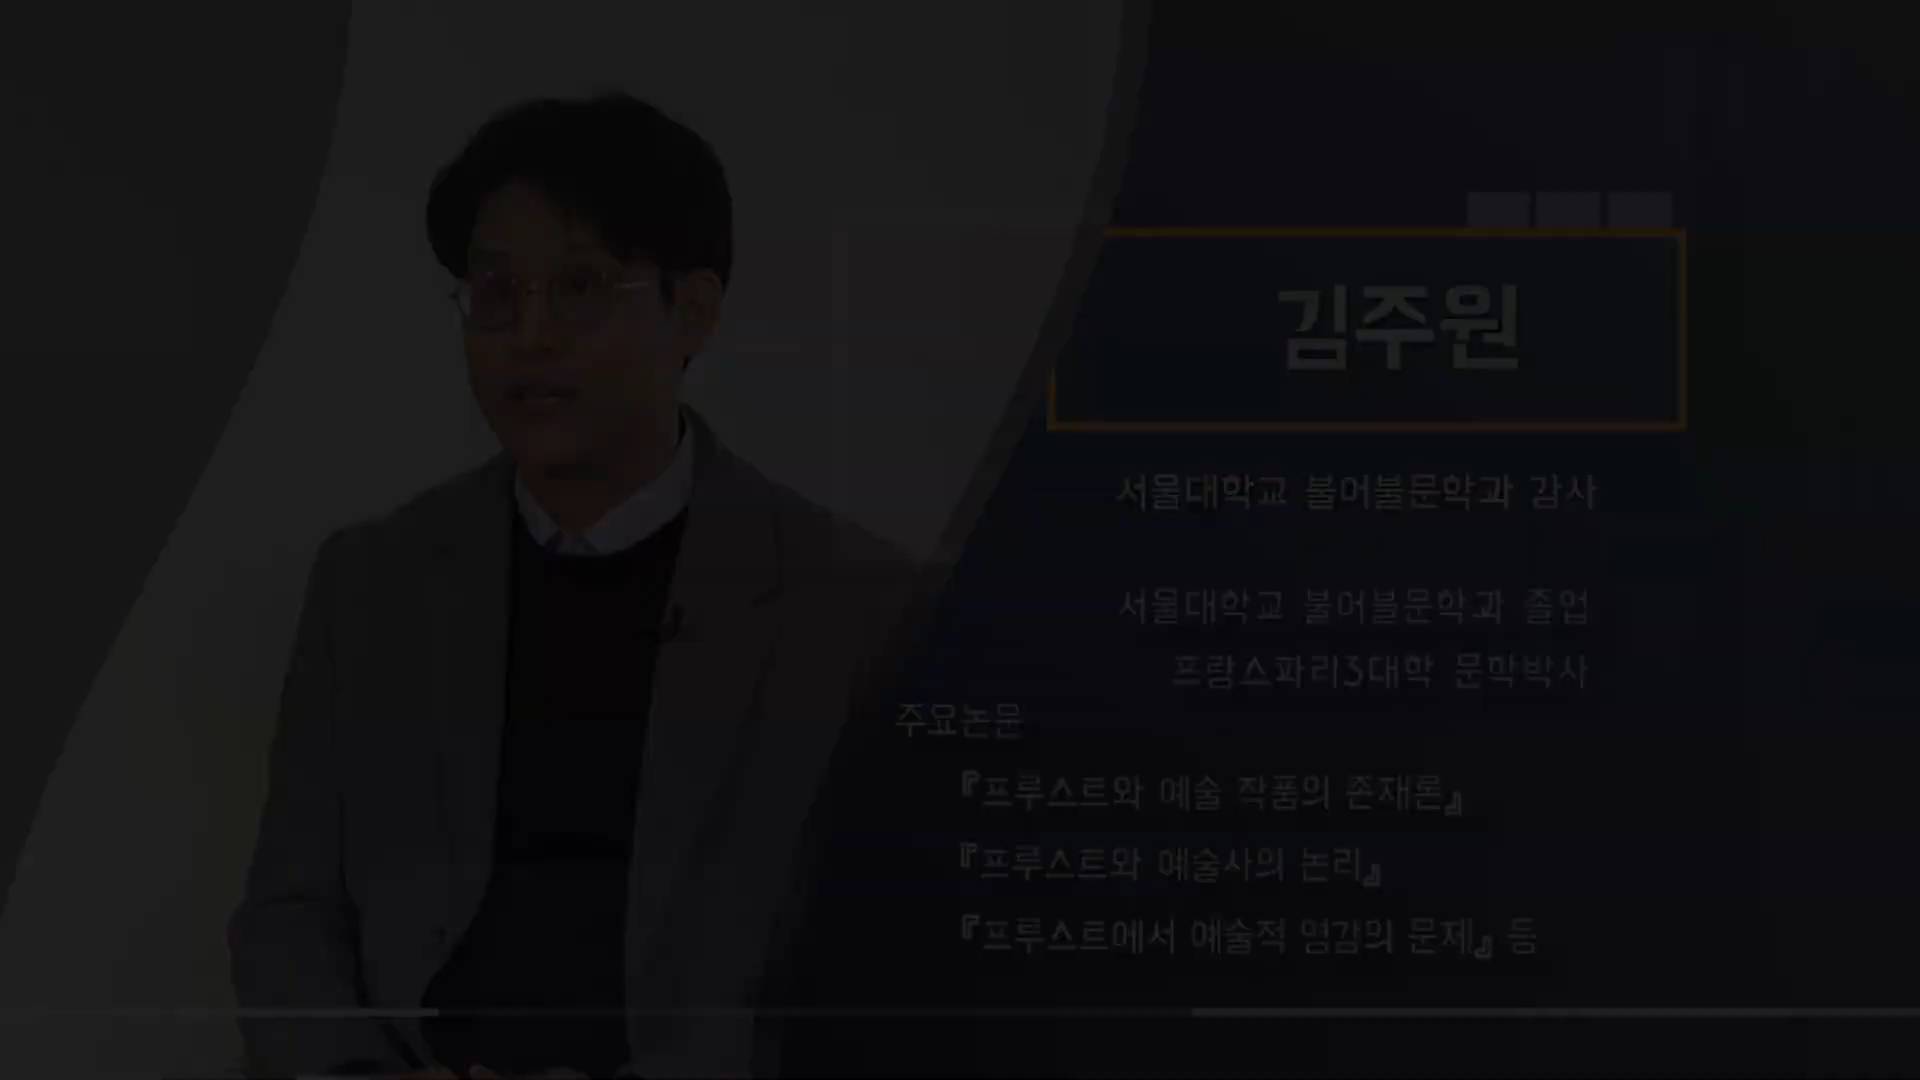 김주원
서울대학교 불어불문학과 강사
서울대학교 불어불문학과 졸업
프랑스파리3대학 문학박사
주요논문
『프루스트와 예술 작품의 존재론』
『프루스트와 예술사의 논리』
『프루스트에서 예술적 영감의 문제』 등